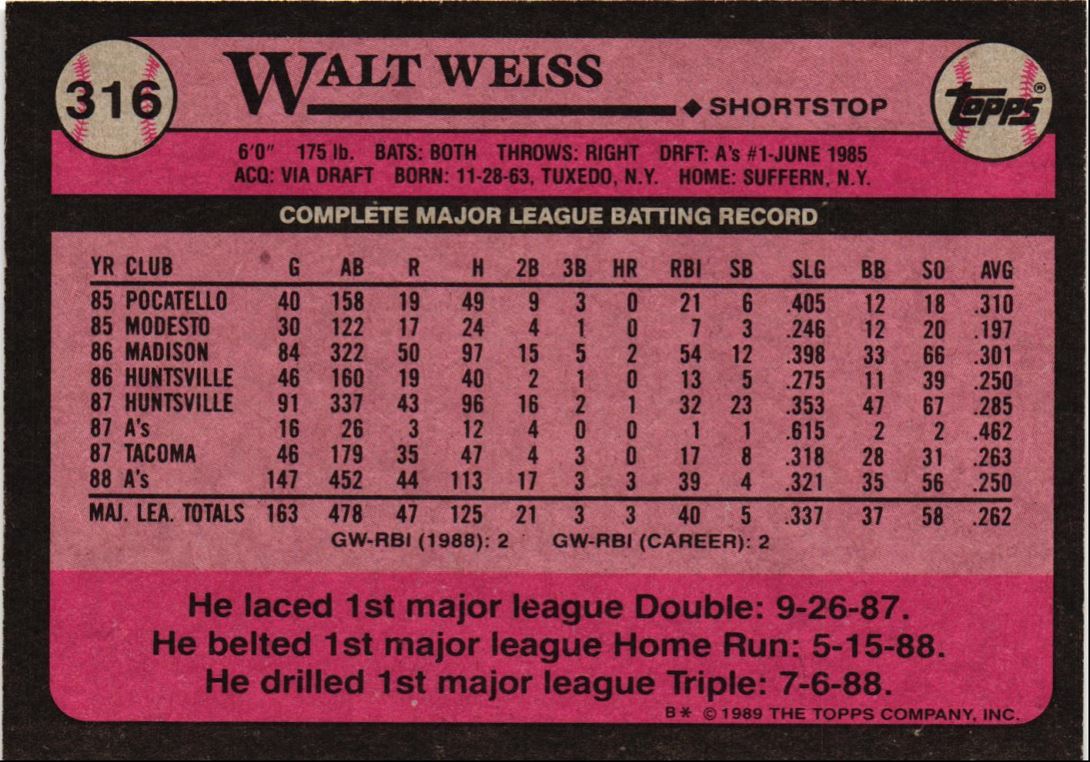 316
WALT WEISS
◆ SHORTSTOP
TOPPS®
6'0" 175 lb. BATS: BOTH THROWS: RIGHT DRFT: A's #1-JUNE 1985
ACQ: VIA DRAFT BORN: 11-28-63, TUXEDO, N.Y. HOME: SUFFERN, N.Y.
COMPLETE MAJOR LEAGUE BATTING RECORD
YR CLUB G AB R H 2B 3B HR RBI SB SLG BB SO AVG
85 POCATELLO 40 158 19 49 9 3 0 21 6 .405 12 18 .310
85 MODESTO 30 122 17 24 4 1 0 7 3 .246 12 20 .197
86 MADISON 84 322 50 97 15 5 2 54 12 .398 33 66 .301
86 HUNTSVILLE 46 160 19 40 2 1 0 13 5 .275 11 39 .250
87 HUNTSVILLE 91 337 43 96 16 2 1 32 23 .353 47 67 .285
87 A's 16 26 3 12 4 0 0 1 1 .615 2 2 .462
87 TACOMA 46 179 35 47 4 3 0 17 8 .318 28 31 .263
88 A's 147 452 44 113 17 3 3 39 4 .321 35 56 .250
MAJ. LEA. TOTALS 163 478 47 125 21 3 3 40 5 .337 37 58 .262
GW-RBI (1988): 2 GW-RBI (CAREER): 2
He laced 1st major league Double: 9-26-87.
He belted 1st major league Home Run: 5-15-88.
He drilled 1st major league Triple: 7-6-88.
B* © 1989 THE TOPPS COMPANY, INC.